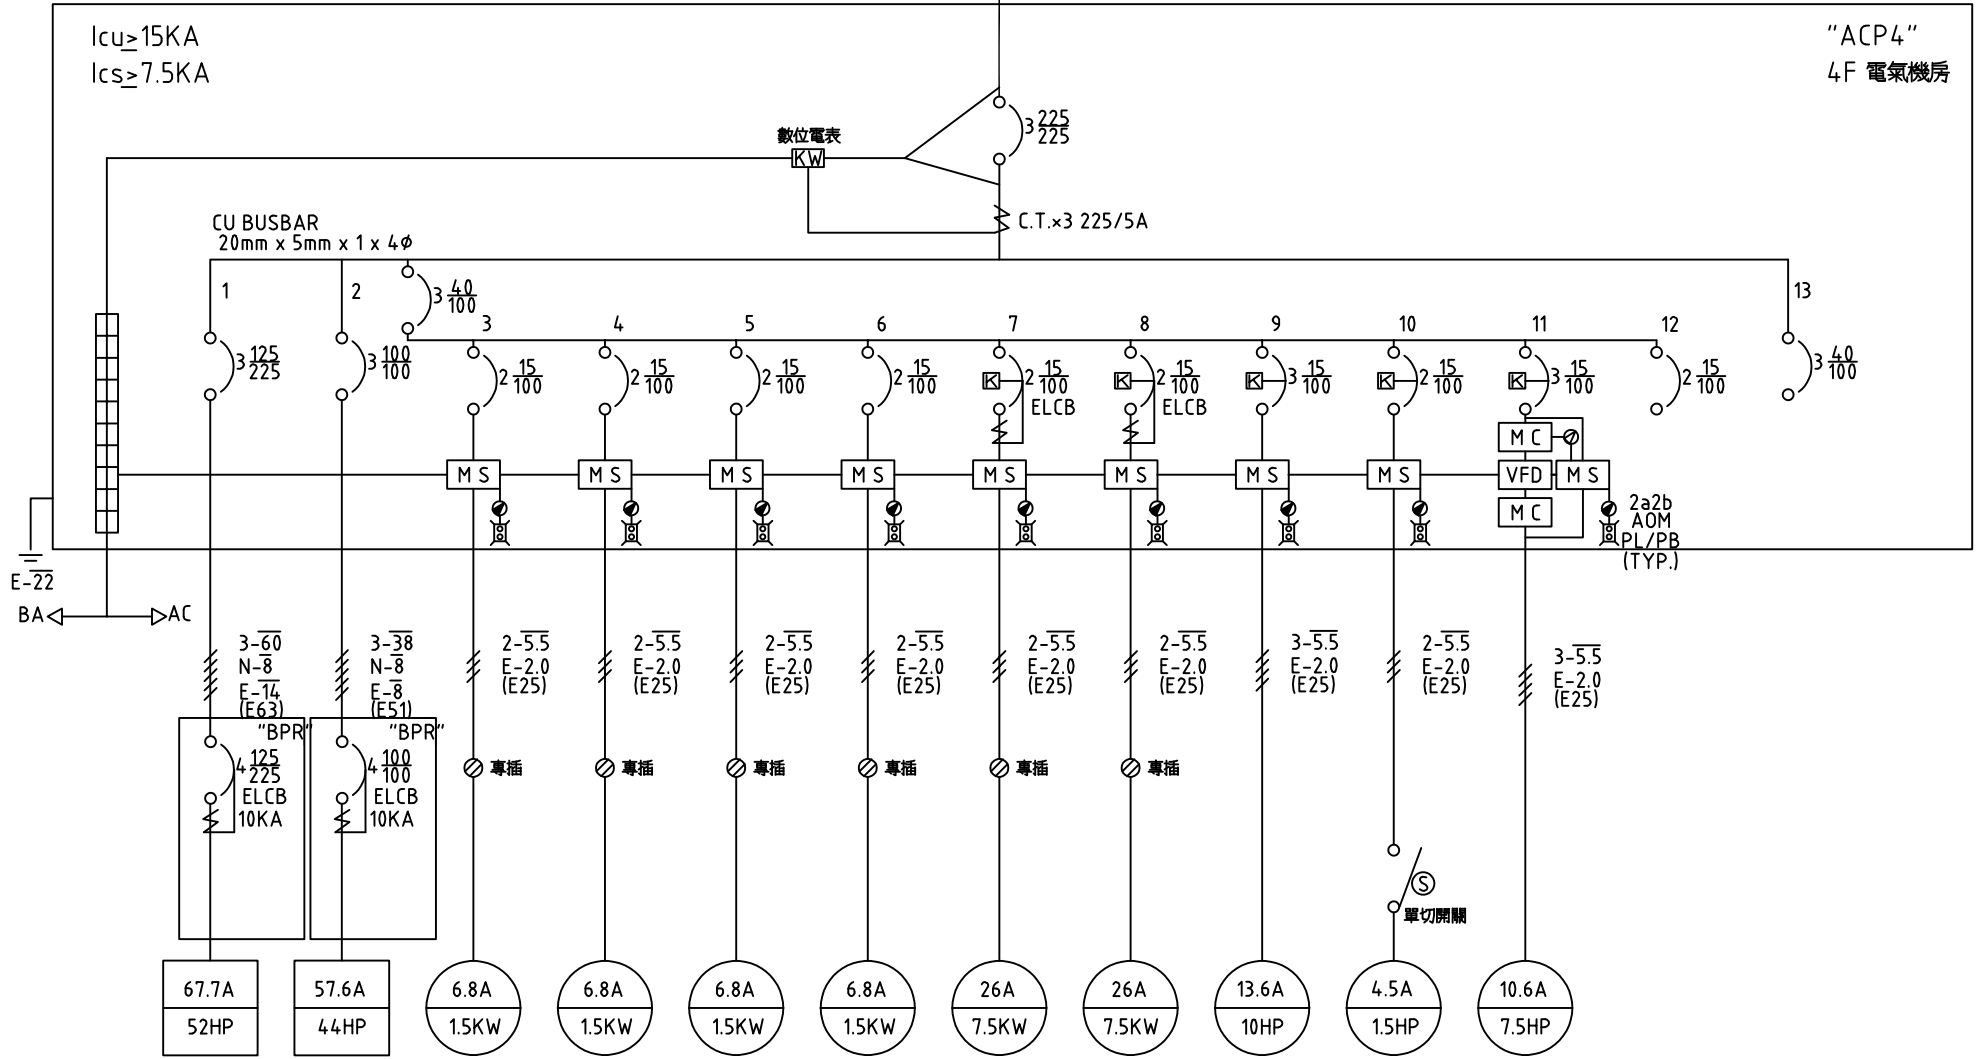 Icu≥15KA
Ics≥7.5KA
"ACP4"
4F 電氣機房
數位電表
KW
3 225/225
C.T.×3 225/5A
CU BUSBAR
20mm x 5mm x 1 x 4ø
1
2
3 40/100
3
4
5
6
7
8
9
10
11
12
13
3 125/225
3 100/100
2 15/100
2 15/100
2 15/100
2 15/100
K
2 15/100
ELCB
K
2 15/100
ELCB
K
3 15/100
K
2 15/100
K
3 15/100
2 15/100
3 40/100
MC
MS
MS
MS
MS
MS
MS
MS
MS
VFD
MS
MC
2a2b
AOM
PL/PB
(TYP.)
E-22
BA
AC
3-60
N-8
E-14
(E63)
3-38
N-8
E-8
(E51)
2-5.5
E-2.0
(E25)
2-5.5
E-2.0
(E25)
2-5.5
E-2.0
(E25)
2-5.5
E-2.0
(E25)
2-5.5
E-2.0
(E25)
2-5.5
E-2.0
(E25)
3-5.5
E-2.0
(E25)
2-5.5
E-2.0
(E25)
3-5.5
E-2.0
(E25)
"BPR"
4 125/225
ELCB
10KA
"BPR"
4 100/100
ELCB
10KA
專插
專插
專插
專插
專插
專插
S
單切開關
67.7A
52HP
57.6A
44HP
6.8A
1.5KW
6.8A
1.5KW
6.8A
1.5KW
6.8A
1.5KW
26A
7.5KW
26A
7.5KW
13.6A
10HP
4.5A
1.5HP
10.6A
7.5HP